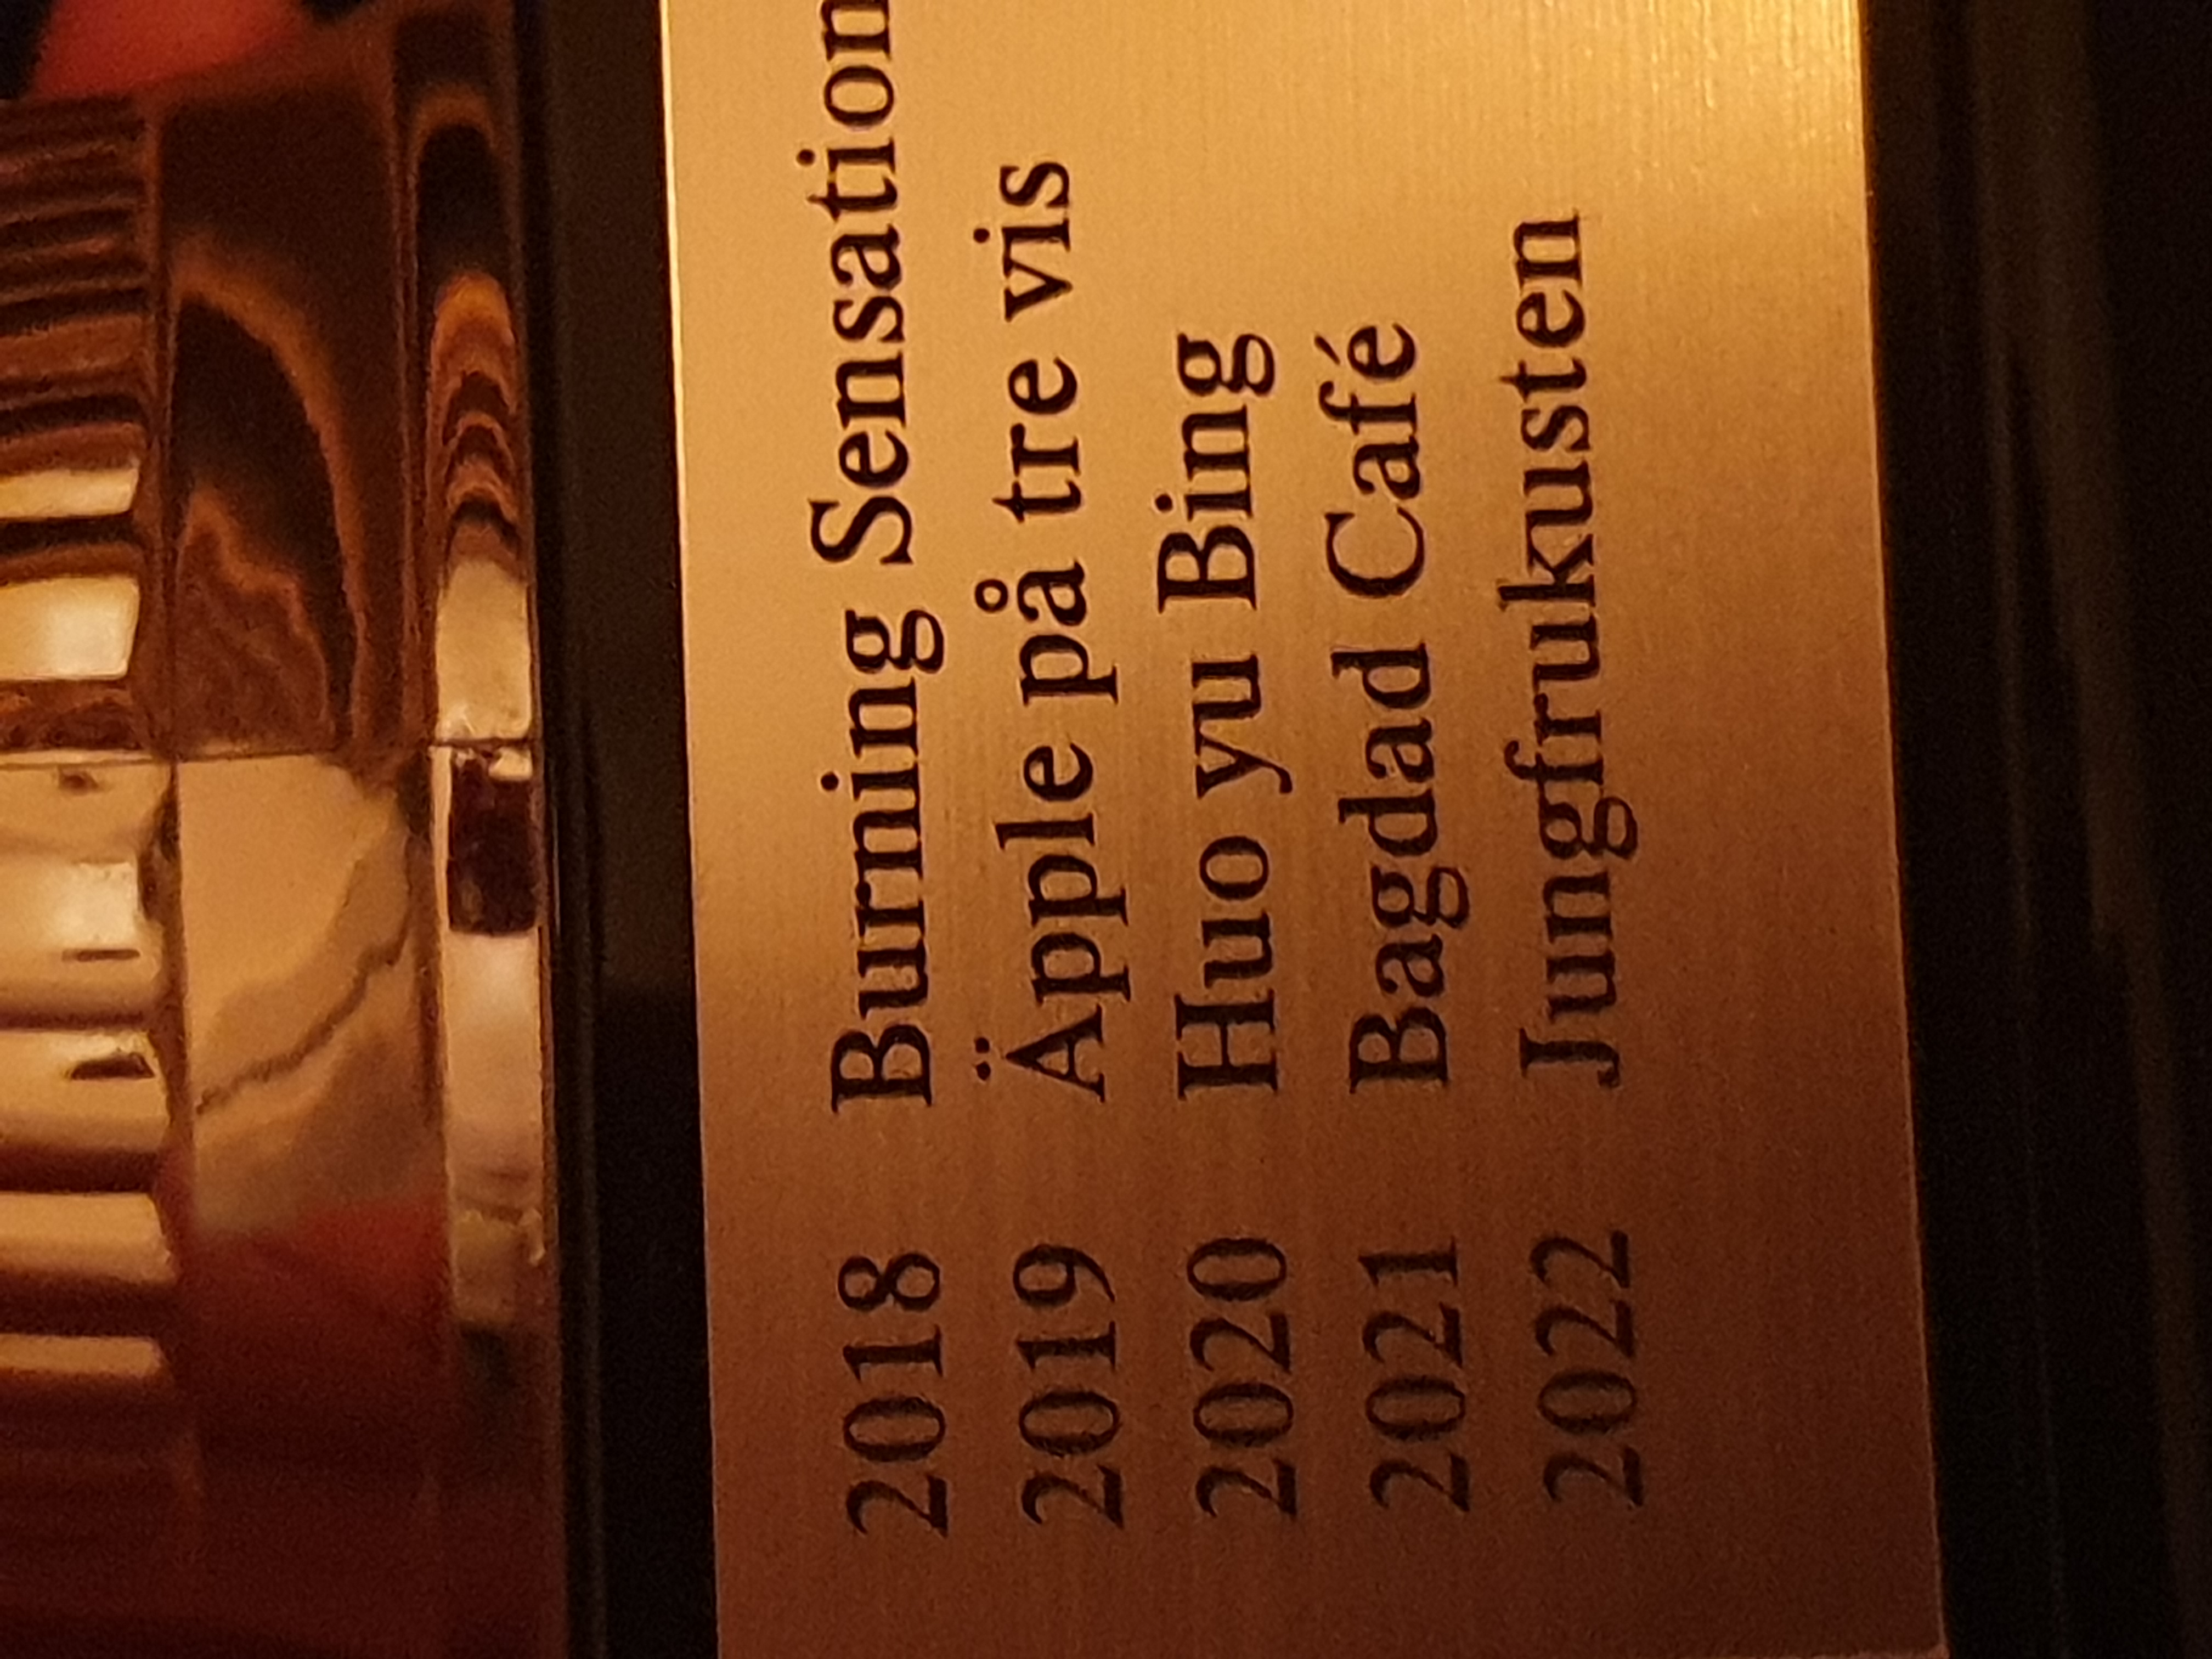 2018 Burning Sensation
2019 Äpple på tre vis
2020 Huo yu Bing
2021 Bagdad Café
2022 Jungfrukusten